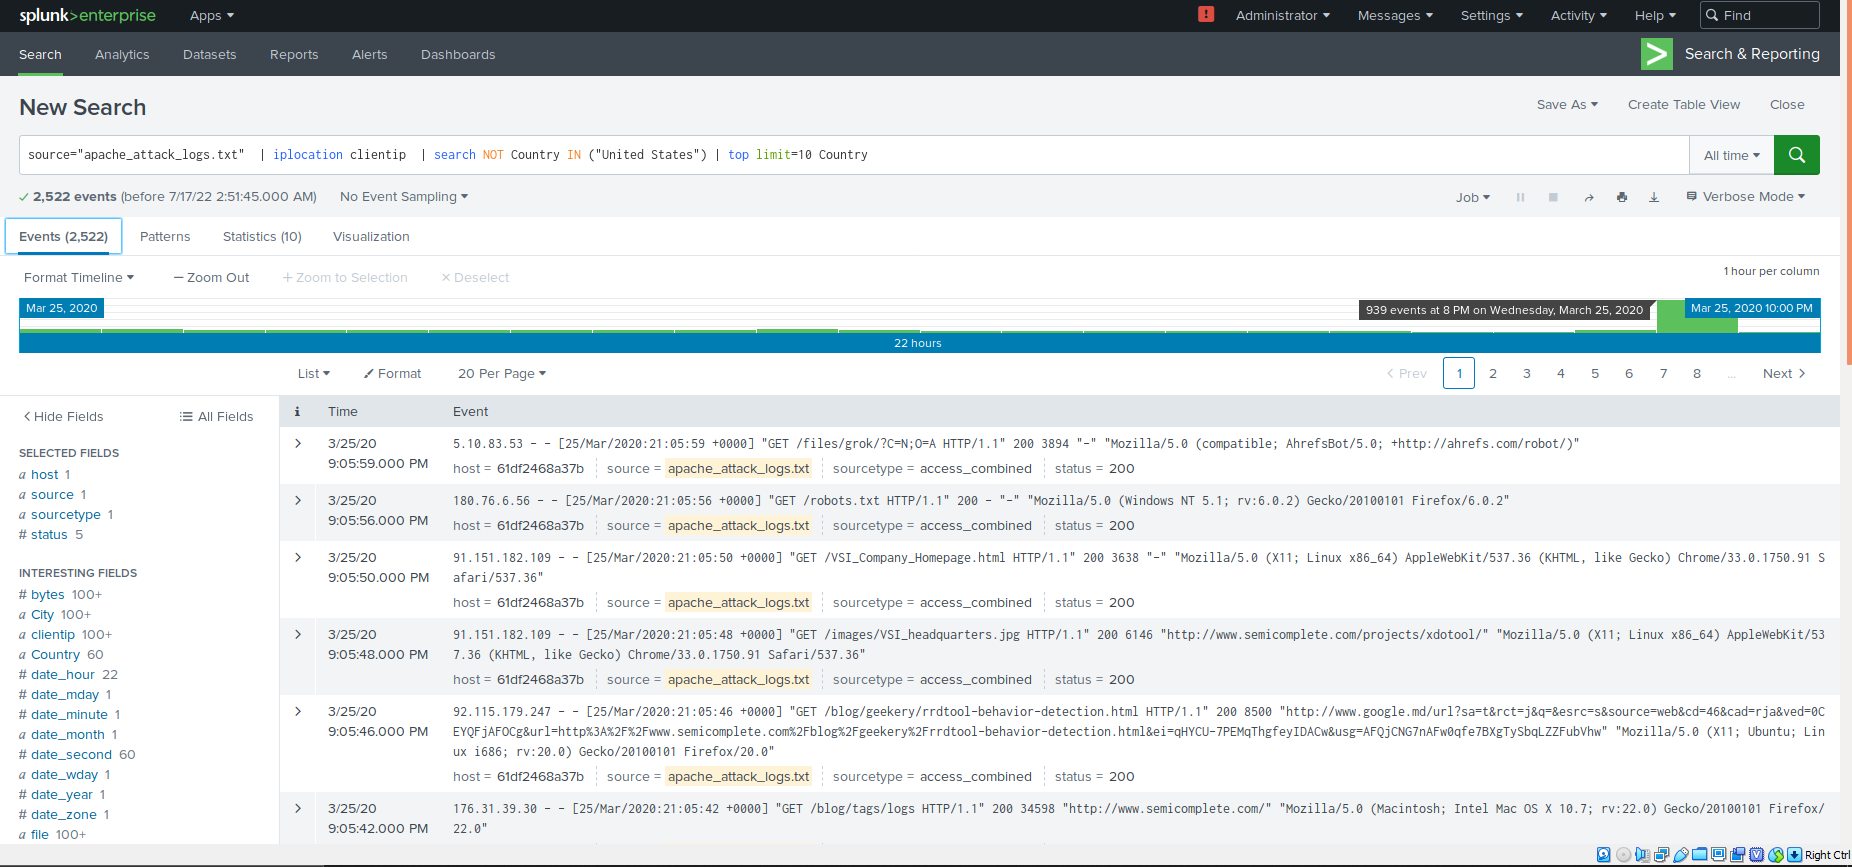 splunk>enterprise Apps ! Administrator Messages Settings Activity Help Find
Search Analytics Datasets Reports Alerts Dashboards > Search & Reporting
New Search Save As Create Table View Close
source="apache_attack_logs.txt" | iplocation clientip | search NOT Country IN ("United States") | top limit=10 Country All time
2,522 events (before 7/17/22 2:51:45.000 AM) No Event Sampling Job Verbose Mode
Events (2,522) Patterns Statistics (10) Visualization
Format Timeline — Zoom Out + Zoom to Selection × Deselect 1 hour per column
Mar 25, 2020 939 events at 8 PM on Wednesday, March 25, 2020 Mar 25, 2020 10:00 PM
22 hours
List Format 20 Per Page < Prev 1 2 3 4 5 6 7 8 ... Next >
< Hide Fields All Fields
SELECTED FIELDS
a host 1
a source 1
a sourcetype 1
# status 5
INTERESTING FIELDS
# bytes 100+
a City 100+
a clientip 100+
a Country 60
# date_hour 22
# date_mday 1
# date_minute 1
a date_month 1
# date_second 60
a date_wday 1
# date_year 1
# date_zone 1
a file 100+
i Time Event
> 3/25/20 9:05:59.000 PM
5.10.83.53 - - [25/Mar/2020:21:05:59 +0000] "GET /files/grok/?C=N;O=A HTTP/1.1" 200 3894 "-" "Mozilla/5.0 (compatible; AhrefsBot/5.0; +http://ahrefs.com/robot/)"
host = 61df2468a37b source = apache_attack_logs.txt sourcetype = access_combined status = 200
> 3/25/20 9:05:56.000 PM
180.76.6.56 - - [25/Mar/2020:21:05:56 +0000] "GET /robots.txt HTTP/1.1" 200 - "-" "Mozilla/5.0 (Windows NT 5.1; rv:6.0.2) Gecko/20100101 Firefox/6.0.2"
host = 61df2468a37b source = apache_attack_logs.txt sourcetype = access_combined status = 200
> 3/25/20 9:05:50.000 PM
91.151.182.109 - - [25/Mar/2020:21:05:50 +0000] "GET /VSI_Company_Homepage.html HTTP/1.1" 200 3638 "-" "Mozilla/5.0 (X11; Linux x86_64) AppleWebKit/537.36 (KHTML, like Gecko) Chrome/33.0.1750.91 S
afari/537.36"
host = 61df2468a37b source = apache_attack_logs.txt sourcetype = access_combined status = 200
> 3/25/20 9:05:48.000 PM
91.151.182.109 - - [25/Mar/2020:21:05:48 +0000] "GET /images/VSI_headquarters.jpg HTTP/1.1" 200 6146 "http://www.semicomplete.com/projects/xdotool/" "Mozilla/5.0 (X11; Linux x86_64) AppleWebKit/53
7.36 (KHTML, like Gecko) Chrome/33.0.1750.91 Safari/537.36"
host = 61df2468a37b source = apache_attack_logs.txt sourcetype = access_combined status = 200
> 3/25/20 9:05:46.000 PM
92.115.179.247 - - [25/Mar/2020:21:05:46 +0000] "GET /blog/geekery/rrdtool-behavior-detection.html HTTP/1.1" 200 8500 "http://www.google.md/url?sa=t&rct=j&q=&esrc=s&source=web&cd=46&cad=rja&ved=0C
EYQFjAFOCg&url=http%3A%2F%2Fwww.semicomplete.com%2Fblog%2Fgeekery%2Frrdtool-behavior-detection.html&ei=qHYCU-7PEMqThgfeyIDACw&usg=AFQjCNG7nAFw0qfe7BXgTySbqLZZFubVhw" "Mozilla/5.0 (X11; Ubuntu; Lin
ux i686; rv:20.0) Gecko/20100101 Firefox/20.0"
host = 61df2468a37b source = apache_attack_logs.txt sourcetype = access_combined status = 200
> 3/25/20 9:05:42.000 PM
176.31.39.30 - - [25/Mar/2020:21:05:42 +0000] "GET /blog/tags/logs HTTP/1.1" 200 34598 "http://www.semicomplete.com/" "Mozilla/5.0 (Macintosh; Intel Mac OS X 10.7; rv:22.0) Gecko/20100101 Firefox/
22.0"
Right Ctrl